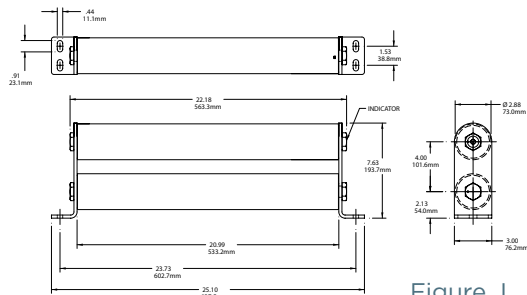 .44
11.1mm
.91
23.1mm
1.53
38.8mm
22.18
563.3mm
INDICATOR
Ø 2.88
73.0mm
7.63
193.7mm
4.00
101.6mm
2.13
54.0mm
20.99
533.2mm
3.00
76.2mm
23.73
602.7mm
25.10
Figure